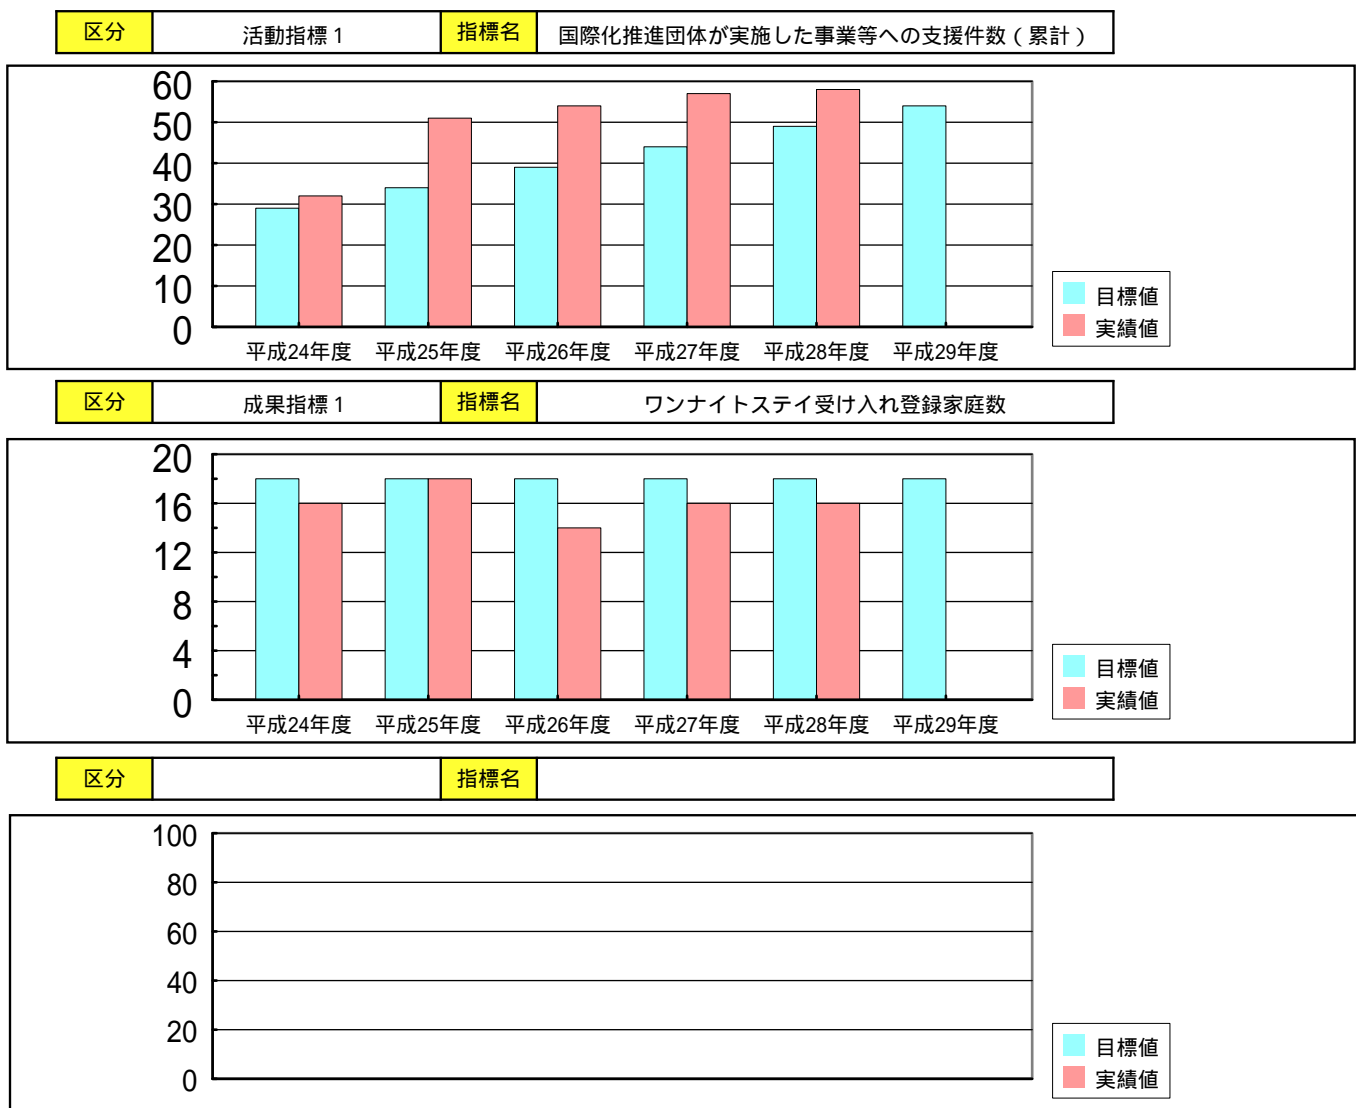 区分 活動指標1 指標名 国際化推進団体が実施した事業等への支援件数（累計）
60
50
40
30
20
10
0
平成24年度 平成25年度 平成26年度 平成27年度 平成28年度 平成29年度
目標値
実績値
区分 成果指標1 指標名 ワンナイトステイ受け入れ登録家庭数
20
16
12
8
4
0
平成24年度 平成25年度 平成26年度 平成27年度 平成28年度 平成29年度
目標値
実績値
区分 指標名
100
80
60
40
20
0
目標値
実績値